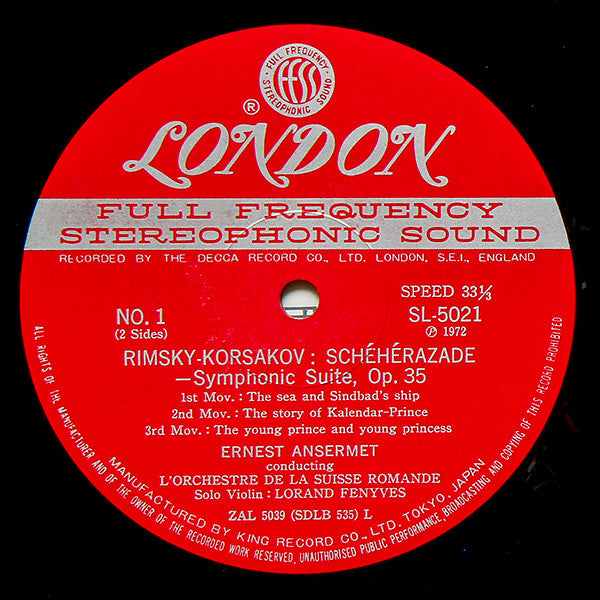 · FULL FREQUENCY · STEREOPHONIC SOUND
FFSS
®
LONDON
FULL FREQUENCY
STEREOPHONIC SOUND
RECORDED BY THE DECCA RECORD CO., LTD. LONDON, S.E.I., ENGLAND
NO. 1
(2 Sides)
SPEED 33⅓
SL-5021
Ⓟ 1972
RIMSKY-KORSAKOV : SCHÉHÉRAZADE
—Symphonic Suite, Op. 35
1st Mov. : The sea and Sindbad's ship
2nd Mov. : The story of Kalendar-Prince
3rd Mov. : The young prince and young princess
ERNEST ANSERMET
conducting
L'ORCHESTRE DE LA SUISSE ROMANDE
Solo Violin : LORAND FENYVES
ZAL 5039 (SDLB 535) L
MANUFACTURED BY KING RECORD CO., LTD. TOKYO, JAPAN
ALL RIGHTS OF THE MANUFACTURER AND OF THE OWNER OF THE RECORDED WORK RESERVED, UNAUTHORISED PUBLIC PERFORMANCE, BROADCASTING AND COPYING OF THIS RECORD PROHIBITED